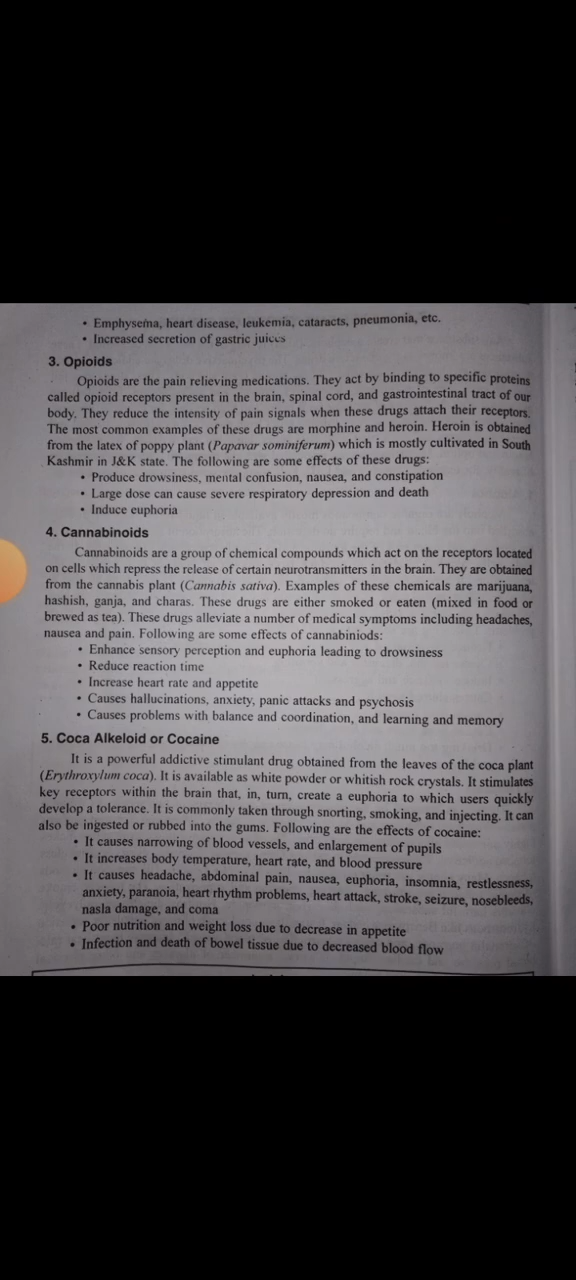 • Emphysema, heart disease, leukemia, cataracts, pneumonia, etc.
• Increased secretion of gastric juices
3. Opioids
Opioids are the pain relieving medications. They act by binding to specific proteins
called opioid receptors present in the brain, spinal cord, and gastrointestinal tract of our
body. They reduce the intensity of pain signals when these drugs attach their receptors.
The most common examples of these drugs are morphine and heroin. Heroin is obtained
from the latex of poppy plant (Papavar sominiferum) which is mostly cultivated in South
Kashmir in J&K state. The following are some effects of these drugs:
• Produce drowsiness, mental confusion, nausea, and constipation
• Large dose can cause severe respiratory depression and death
• Induce euphoria
4. Cannabinoids
Cannabinoids are a group of chemical compounds which act on the receptors located
on cells which repress the release of certain neurotransmitters in the brain. They are obtained
from the cannabis plant (Cannabis sativa). Examples of these chemicals are marijuana,
hashish, ganja, and charas. These drugs are either smoked or eaten (mixed in food or
brewed as tea). These drugs alleviate a number of medical symptoms including headaches,
nausea and pain. Following are some effects of cannabiniods:
• Enhance sensory perception and euphoria leading to drowsiness
• Reduce reaction time
• Increase heart rate and appetite
• Causes hallucinations, anxiety, panic attacks and psychosis
• Causes problems with balance and coordination, and learning and memory
5. Coca Alkeloid or Cocaine
It is a powerful addictive stimulant drug obtained from the leaves of the coca plant
(Erythroxylum coca). It is available as white powder or whitish rock crystals. It stimulates
key receptors within the brain that, in, turn, create a euphoria to which users quickly
develop a tolerance. It is commonly taken through snorting, smoking, and injecting. It can
also be ingested or rubbed into the gums. Following are the effects of cocaine:
• It causes narrowing of blood vessels, and enlargement of pupils
• It increases body temperature, heart rate, and blood pressure
• It causes headache, abdominal pain, nausea, euphoria, insomnia, restlessness,
anxiety, paranoia, heart rhythm problems, heart attack, stroke, seizure, nosebleeds,
nasla damage, and coma
• Poor nutrition and weight loss due to decrease in appetite
• Infection and death of bowel tissue due to decreased blood flow